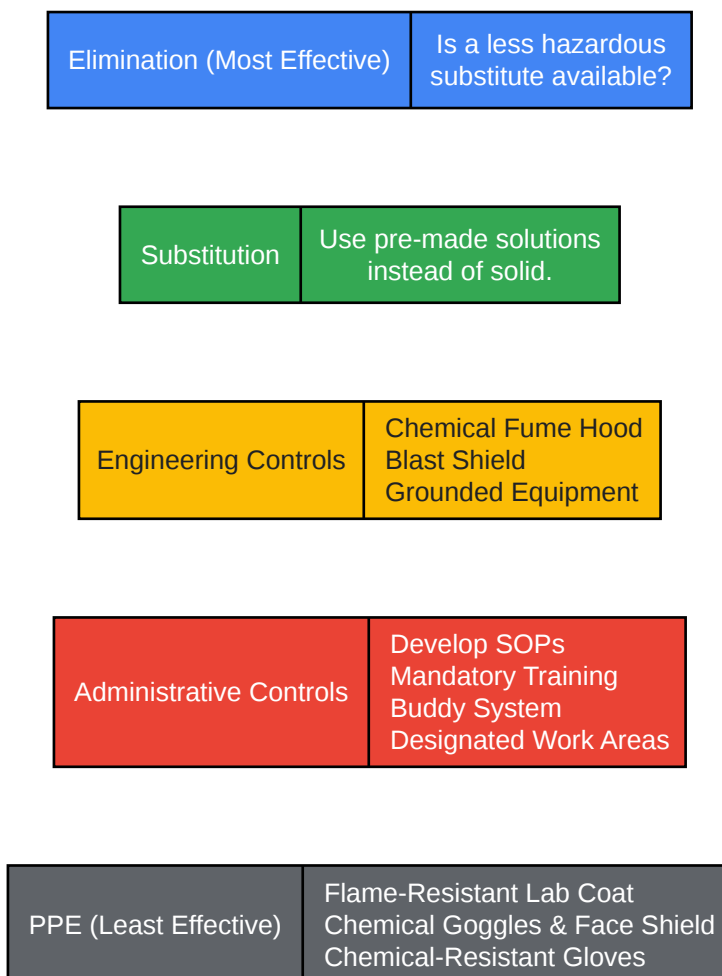 Elimination (Most Effective)
Is a less hazardous
substitute available?
Substitution
Use pre-made solutions
instead of solid.
Engineering Controls
Chemical Fume Hood
Blast Shield
Grounded Equipment
Administrative Controls
Develop SOPs
Mandatory Training
Buddy System
Designated Work Areas
PPE (Least Effective)
Flame-Resistant Lab Coat
Chemical Goggles & Face Shield
Chemical-Resistant Gloves